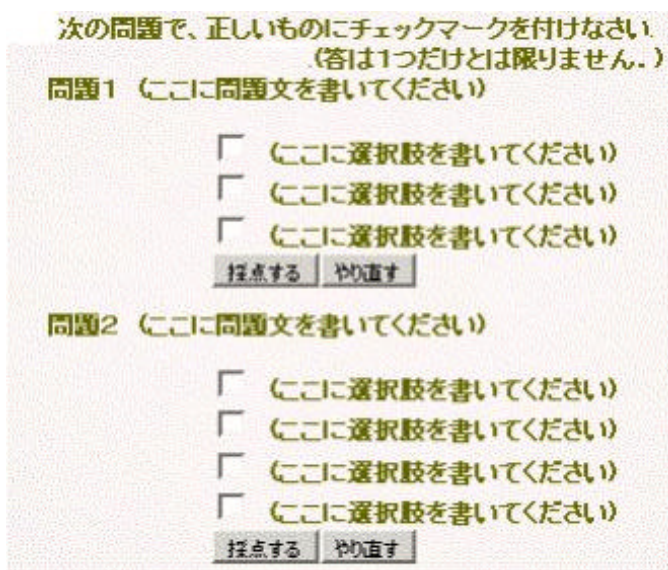 次の問題で、正しいものにチェックマークを付けなさい.
(答は1つだけとは限りません.)
問題1 (ここに問題文を書いてください)
(ここに選択肢を書いてください)
(ここに選択肢を書いてください)
(ここに選択肢を書いてください)
採点する やり直す
問題2 (ここに問題文を書いてください)
(ここに選択肢を書いてください)
(ここに選択肢を書いてください)
(ここに選択肢を書いてください)
(ここに選択肢を書いてください)
採点する やり直す